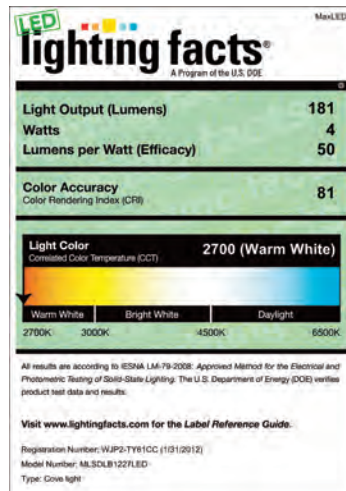 MaxLED
LED
lighting facts®
A Program of the U.S. DOE
Light Output (Lumens) 181
Watts 4
Lumens per Watt (Efficacy) 50
Color Accuracy 81
Color Rendering Index (CRI)
Light Color 2700 (Warm White)
Correlated Color Temperature (CCT)
Warm White Bright White Daylight
2700K 3000K 4500K 6500K
All results are according to IESNA LM-79-2008: Approved Method for the Electrical and
Photometric Testing of Solid-State Lighting. The U.S. Department of Energy (DOE) verifies
product test data and results.
Visit www.lightingfacts.com for the Label Reference Guide.
Registration Number: WJP2-TY61CC (1/31/2012)
Model Number: MLSDLB1227LED
Type: Cove light